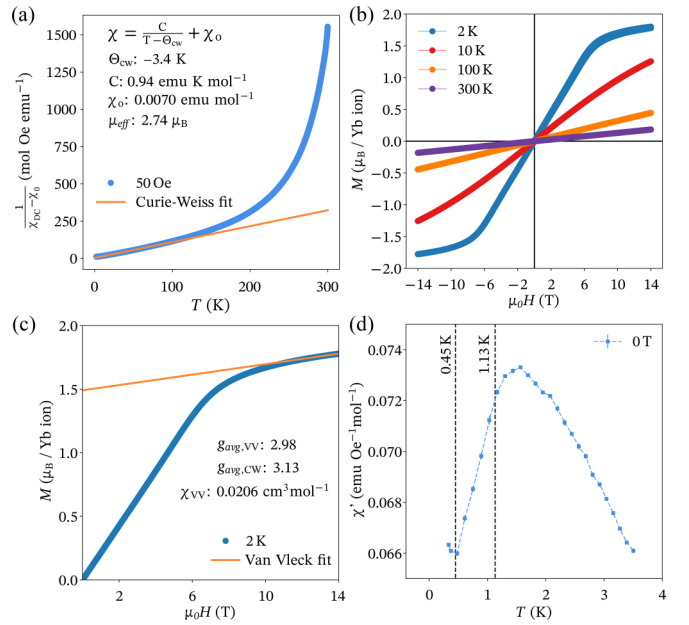 (a)
χ = C / T−Θcw + χo
Θcw: −3.4 K
C: 0.94 emu K mol⁻¹
χo: 0.0070 emu mol⁻¹
μeff: 2.74 μB
50 Oe
Curie-Weiss fit
1500
1250
1000
750
500
250
0
0
100
200
300
T (K)
1 / χDC−χ0 (mol Oe emu⁻¹)
(b)
2 K
10 K
100 K
300 K
2.0
1.5
1.0
0.5
0.0
−0.5
−1.0
−1.5
−2.0
−14
−10
−6
−2
2
6
10
14
μ0H (T)
M (μB / Yb ion)
(c)
gavg,VV: 2.98
gavg,CW: 3.13
χVV: 0.0206 cm³mol⁻¹
2 K
Van Vleck fit
2.0
1.5
1.0
0.5
0.0
2
6
10
14
μ0H (T)
M (μB / Yb ion)
(d)
0.45 K
1.13 K
0 T
0.074
0.072
0.070
0.068
0.066
0
1
2
3
4
T (K)
χ' (emu Oe⁻¹mol⁻¹)